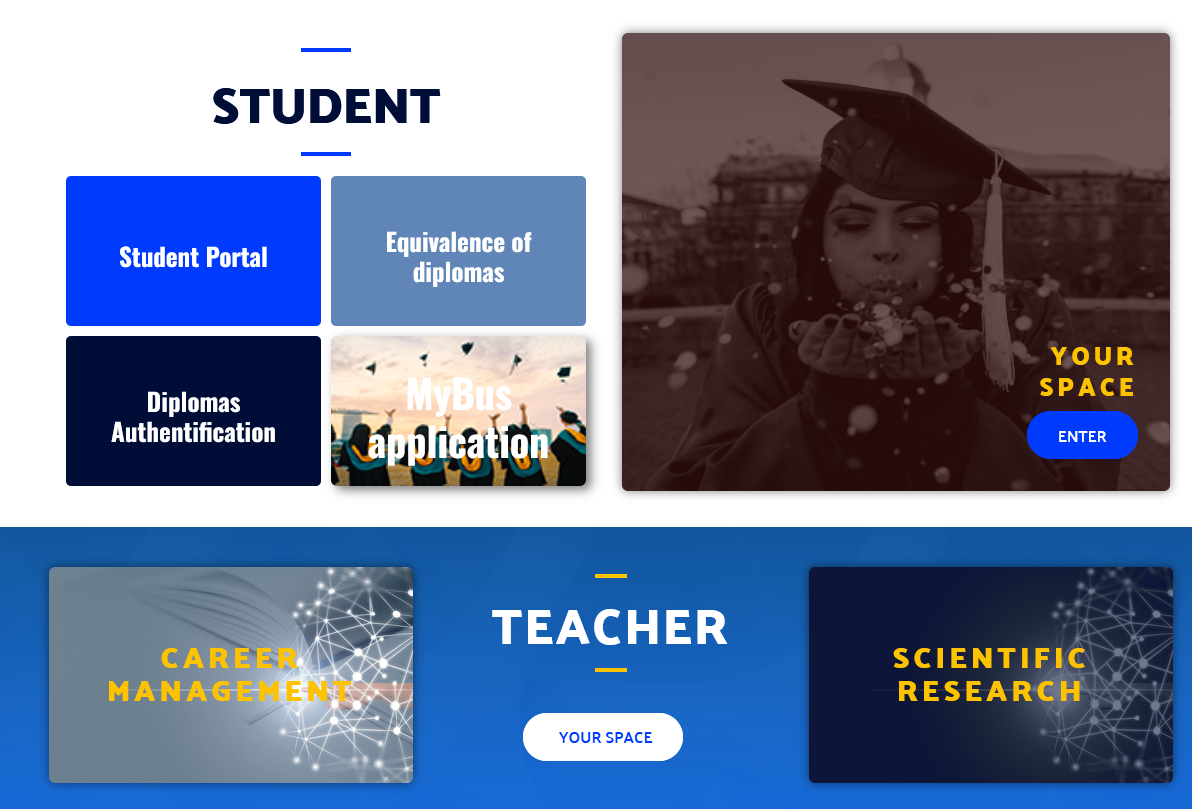 STUDENT
Student Portal
Equivalence of
diplomas
Diplomas
Authentification
MyBus
application
YOUR
SPACE
ENTER
CAREER
MANAGEMENT
TEACHER
YOUR SPACE
SCIENTIFIC
RESEARCH